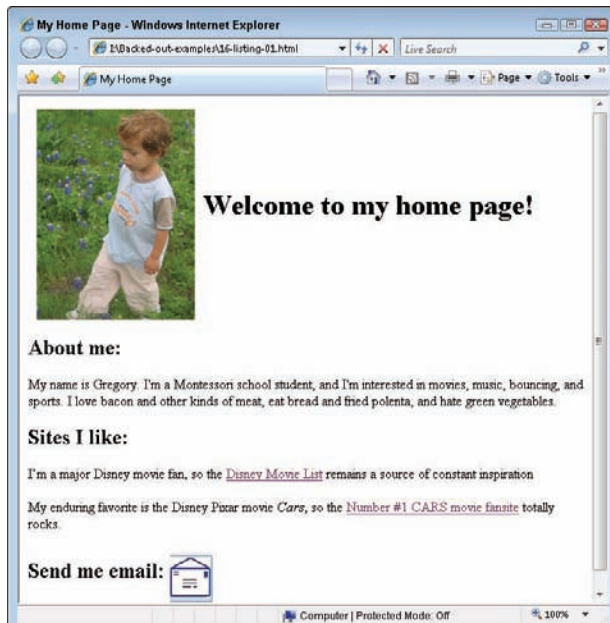 My Home Page - Windows Internet Explorer
I:\Backed-out-examples\16-listing-01.html
Live Search
My Home Page
Page
Tools
Welcome to my home page!
About me:
My name is Gregory. I'm a Montessori school student, and I'm interested in movies, music, bouncing, and
sports. I love bacon and other kinds of meat, eat bread and fried polenta, and hate green vegetables.
Sites I like:
I'm a major Disney movie fan, so the Disney Movie List remains a source of constant inspiration
My enduring favorite is the Disney Pixar movie Cars, so the Number #1 CARS movie fansite totally
rocks.
Send me email:
Computer | Protected Mode: Off
100%